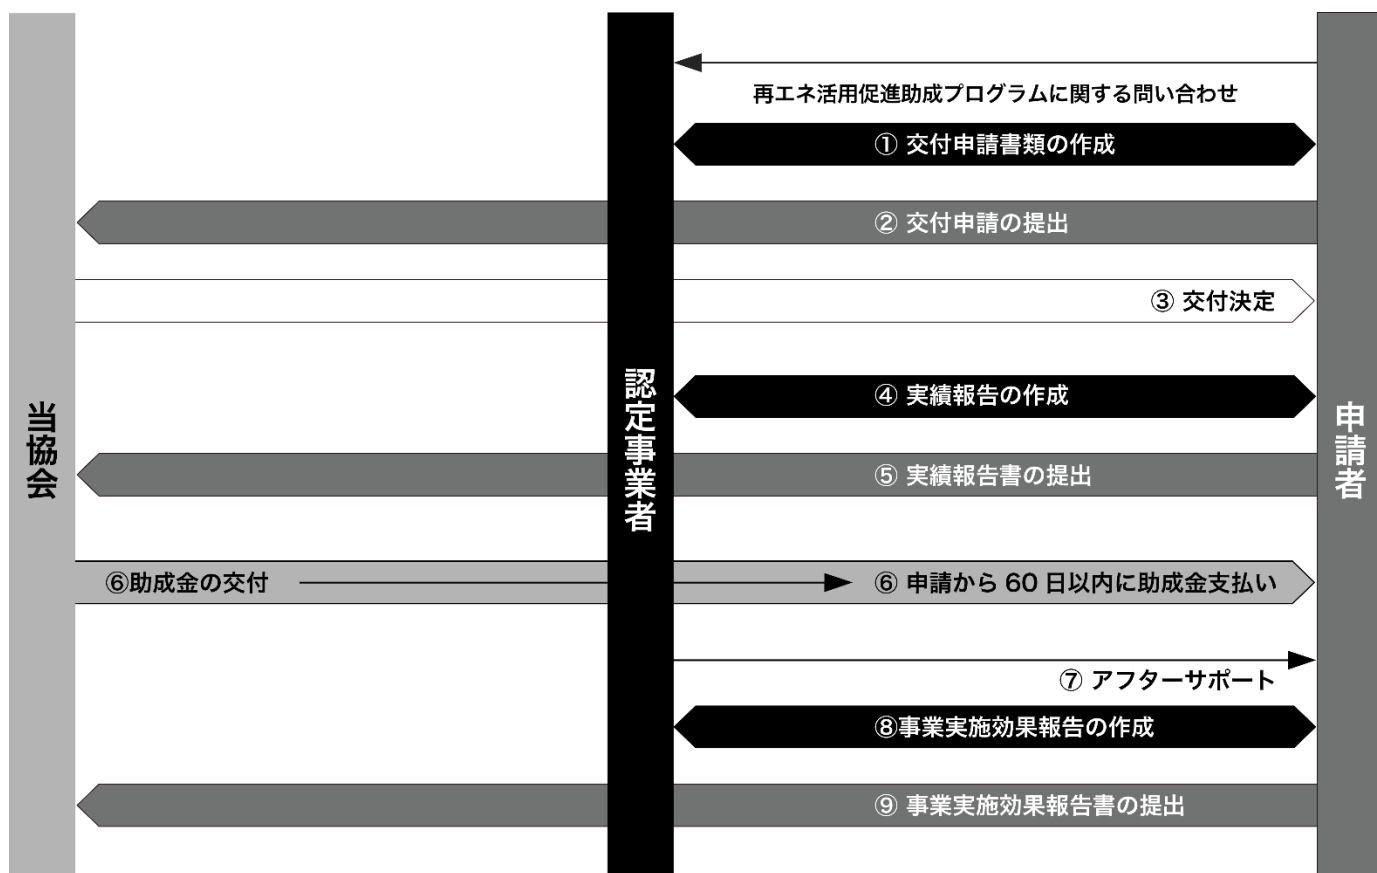 再エネ活用促進助成プログラムに関する問い合わせ
① 交付申請書類の作成
② 交付申請の提出
③ 交付決定
④ 実績報告の作成
⑤ 実績報告書の提出
⑥助成金の交付
⑥ 申請から 60 日以内に助成金支払い
⑦ アフターサポート
⑧事業実施効果報告の作成
⑨ 事業実施効果報告書の提出
当協会
認定事業者
申請者